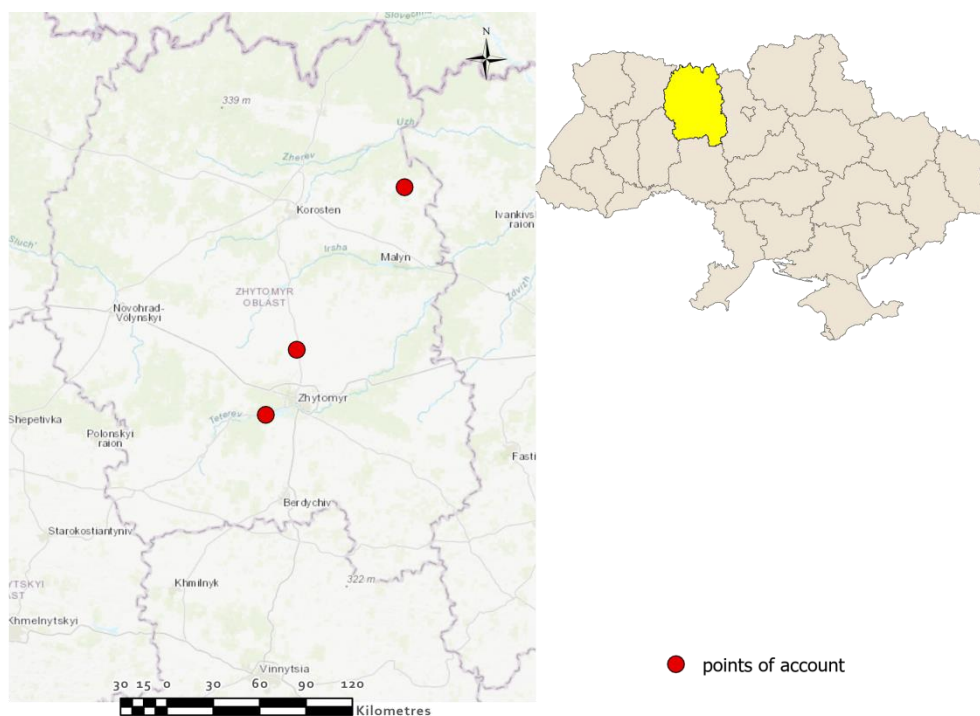 Slovechna
N
339 m
Uzh
Zherev
Korosten
Ivankivs
raion
Sluch'
Irsha
Malyn
ZHYTOMYR
OBLAST
Zdvizh
Novohrad-
Volynskyi
Zhytomyr
Teterev
Shepetivka
Polonskyi
raion
Fasti
Berdychiv
Starokostiantyniv
322 m
Khmilnyk
YTSKYI
AST
Khmelnytskyi
Vinnytsia
points of account
30 15 0 30 60 90 120
Kilometres